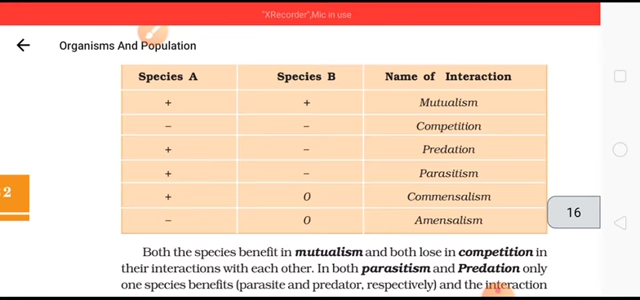 "XRecorder",Mic in use
Organisms And Population
Species A Species B Name of Interaction
+ + Mutualism
– – Competition
+ – Predation
+ – Parasitism
+ 0 Commensalism
– 0 Amensalism
2
16
Both the species benefit in mutualism and both lose in competition in
their interactions with each other. In both parasitism and Predation only
one species benefits (parasite and predator, respectively) and the interaction